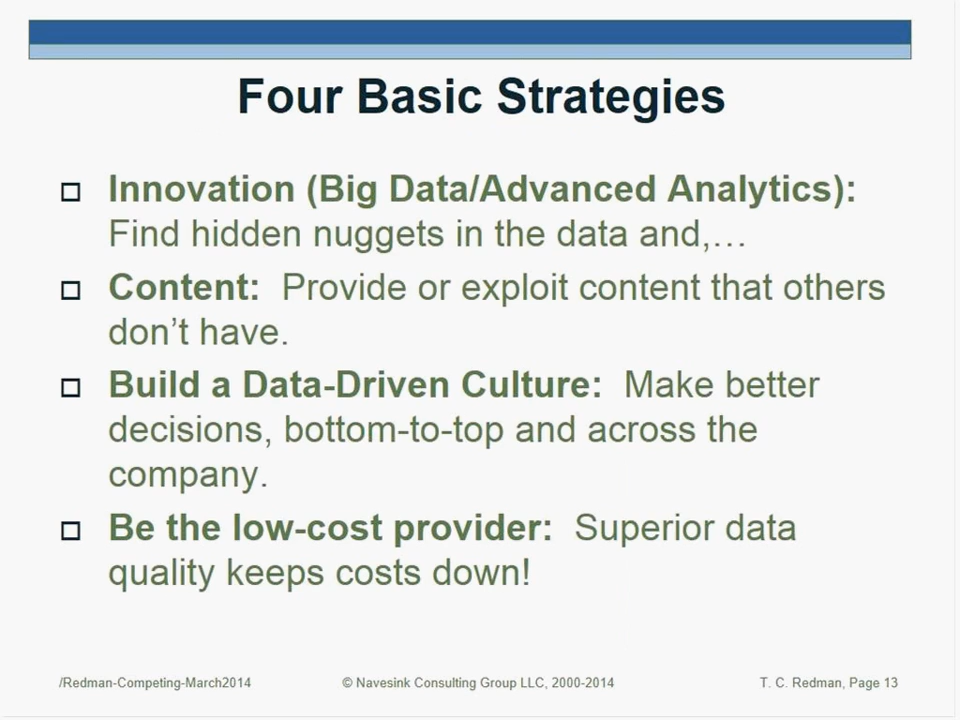 Four Basic Strategies
Innovation (Big Data/Advanced Analytics):
Find hidden nuggets in the data and,…
Content: Provide or exploit content that others
don't have.
Build a Data-Driven Culture: Make better
decisions, bottom-to-top and across the
company.
Be the low-cost provider: Superior data
quality keeps costs down!
/Redman-Competing-March2014 © Navesink Consulting Group LLC, 2000-2014 T. C. Redman, Page 13